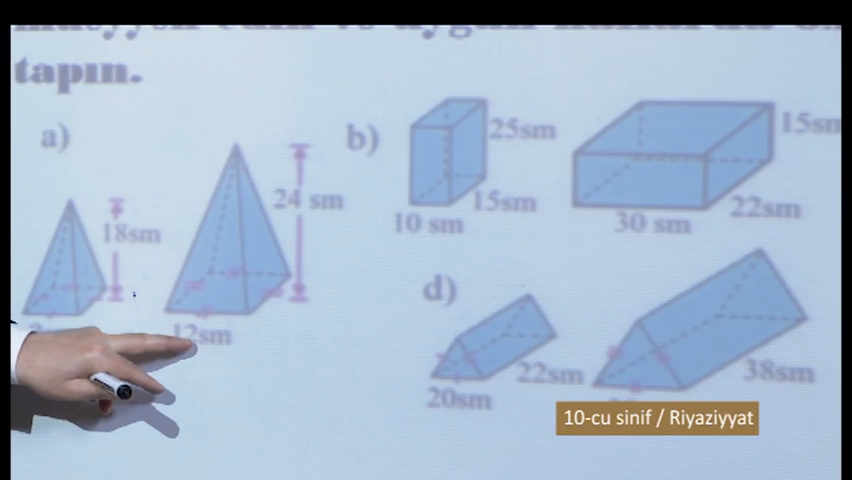 tapın.
a)
18sm
24 sm
12sm
b)
25sm
15sm
10 sm
15sm
22sm
30 sm
d)
20sm
22sm
38sm
10-cu sinif / Riyaziyyat